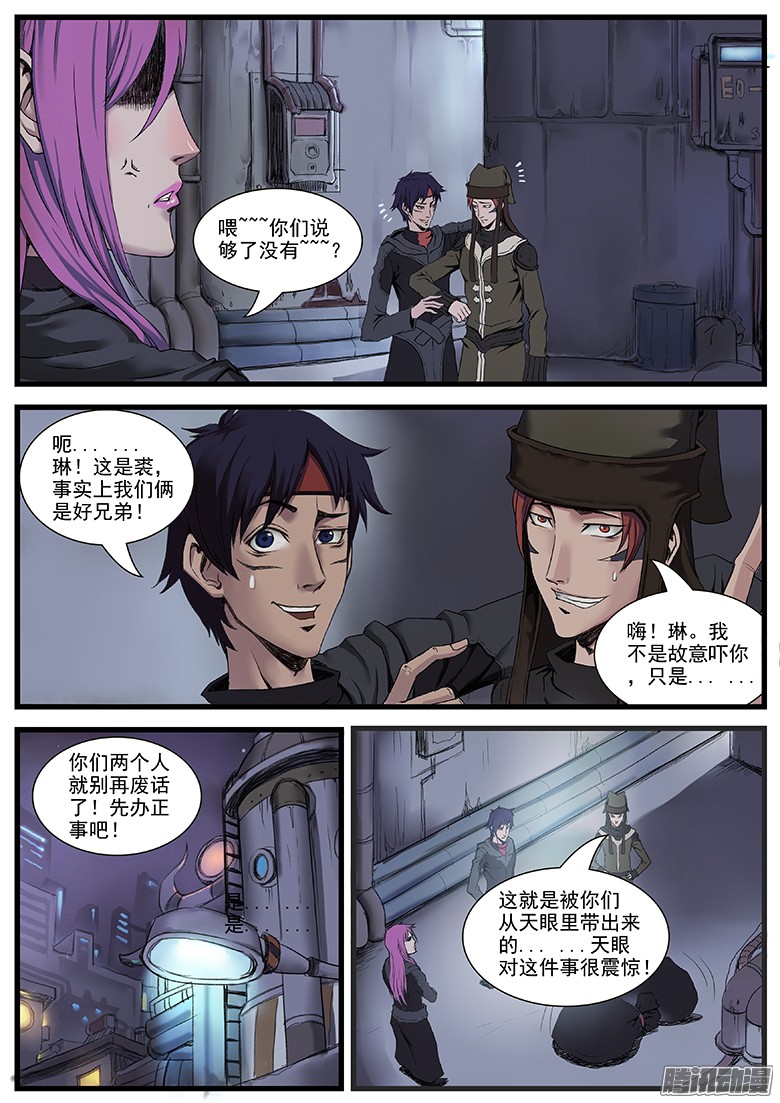 E0-
喂~~~你们说
够了没有~~~?
呃... ...
琳！这是裘，
事实上我们俩
是好兄弟！
嗨！琳。我
不是故意吓你
，只是... ...
你们两个人
就别再废话
了！先办正
事吧！
是... ...
是... ...
这就是被你们
从天眼里带出来
的... ...天眼
对这件事很震惊！
腾讯动漫